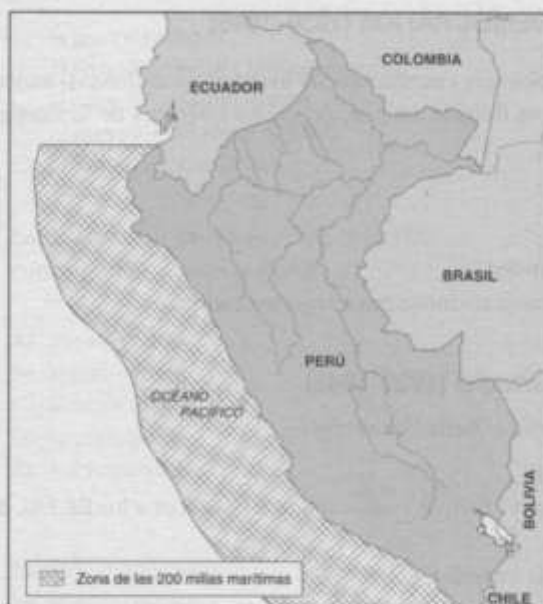 COLOMBIA
ECUADOR
BRASIL
PERÚ
OCÉANO
PACÍFICO
BOLIVIA
Zona de las 200 millas marítimas
CHILE